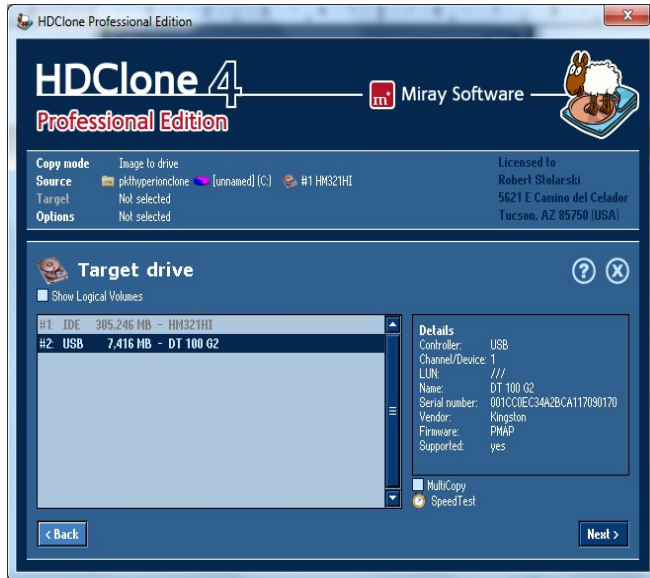 HDClone Professional Edition
X
HDClone 4
Professional Edition
m Miray Software
Copy mode Image to drive
Source pkthyperionclone [unnamed] (C:) #1 HM321HI
Target Not selected
Options Not selected
Licensed to
Robert Stolarski
5621 E Camino del Celador
Tucson, AZ 85750 (USA)
Target drive
? X
Show Logical Volumes
#1: IDE 305,246 MB - HM321HI
#2: USB 7,416 MB - DT 100 G2
Details
Controller: USB
Channel/Device: 1
LUN: ///
Name: DT 100 G2
Serial number: 001CC0EC34A2BCA117090170
Vendor: Kingston
Firmware: PMAP
Supported: yes
MultiCopy
SpeedTest
< Back
Next >